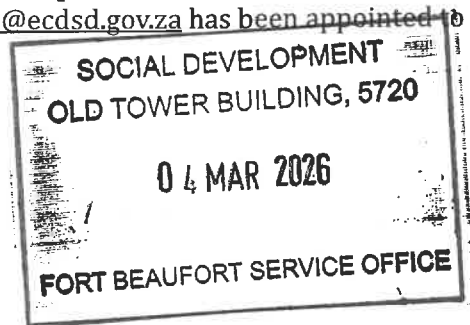 @ecdsd.gov.za has been appointed to
SOCIAL DEVELOPMENT
OLD TOWER BUILDING, 5720
04 MAR 2026
FORT BEAUFORT SERVICE OFFICE